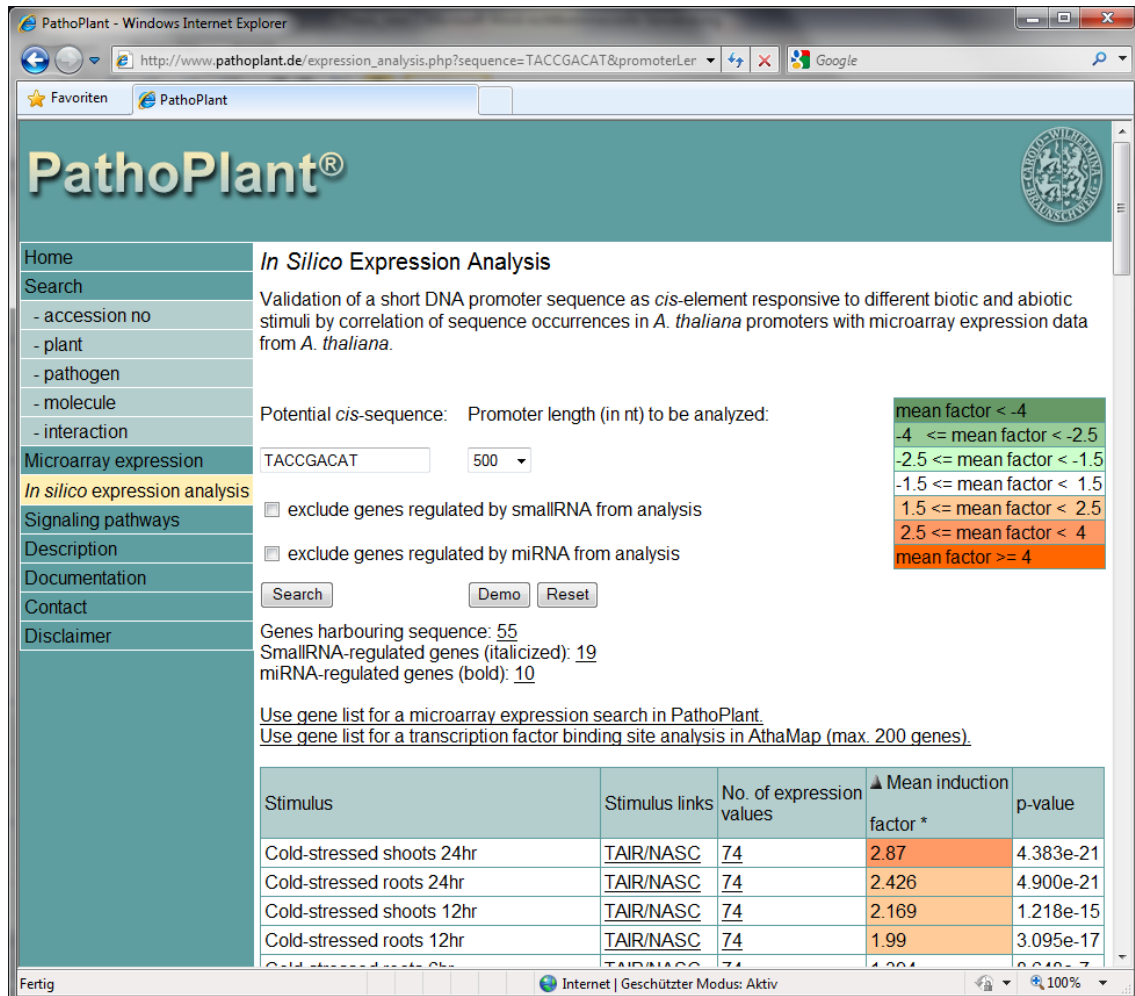 PathoPlant - Windows Internet Explorer
http://www.pathoplant.de/expression_analysis.php?sequence=TACCGACAT&promoterLer
Google
Favoriten
PathoPlant
PathoPlant®
CAROLO-WILHELMINA
BRAUNSCHWEIG
Home
Search
- accession no
- plant
- pathogen
- molecule
- interaction
Microarray expression
In silico expression analysis
Signaling pathways
Description
Documentation
Contact
Disclaimer
In Silico Expression Analysis
Validation of a short DNA promoter sequence as cis-element responsive to different biotic and abiotic
stimuli by correlation of sequence occurrences in A. thaliana promoters with microarray expression data
from A. thaliana.
Potential cis-sequence: Promoter length (in nt) to be analyzed:
TACCGACAT 500
exclude genes regulated by smallRNA from analysis
exclude genes regulated by miRNA from analysis
Search Demo Reset
mean factor < -4
-4 <= mean factor < -2.5
-2.5 <= mean factor < -1.5
-1.5 <= mean factor < 1.5
1.5 <= mean factor < 2.5
2.5 <= mean factor < 4
mean factor >= 4
Genes harbouring sequence: 55
SmallRNA-regulated genes (italicized): 19
miRNA-regulated genes (bold): 10
Use gene list for a microarray expression search in PathoPlant.
Use gene list for a transcription factor binding site analysis in AthaMap (max. 200 genes).
Stimulus Stimulus links No. of expression values Mean induction factor * p-value
Cold-stressed shoots 24hr TAIR/NASC 74 2.87 4.383e-21
Cold-stressed roots 24hr TAIR/NASC 74 2.426 4.900e-21
Cold-stressed shoots 12hr TAIR/NASC 74 2.169 1.218e-15
Cold-stressed roots 12hr TAIR/NASC 74 1.99 3.095e-17
Fertig
Internet | Geschützter Modus: Aktiv
100%